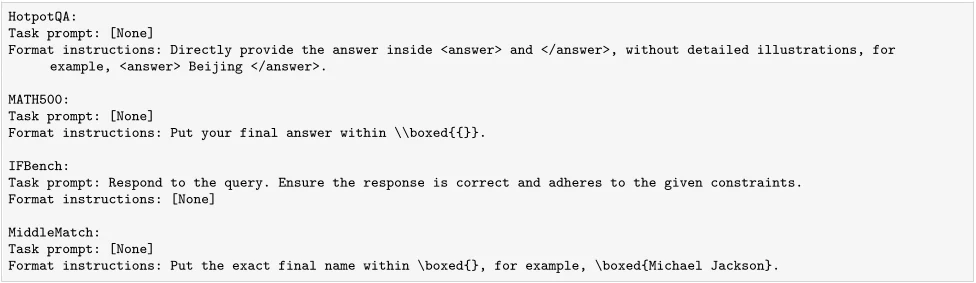 HotpotQA:
Task prompt: [None]
Format instructions: Directly provide the answer inside <answer> and </answer>, without detailed illustrations, for
example, <answer> Beijing </answer>.
MATH500:
Task prompt: [None]
Format instructions: Put your final answer within \\boxed{{}}.
IFBench:
Task prompt: Respond to the query. Ensure the response is correct and adheres to the given constraints.
Format instructions: [None]
MiddleMatch:
Task prompt: [None]
Format instructions: Put the exact final name within \boxed{}, for example, \boxed{Michael Jackson}.